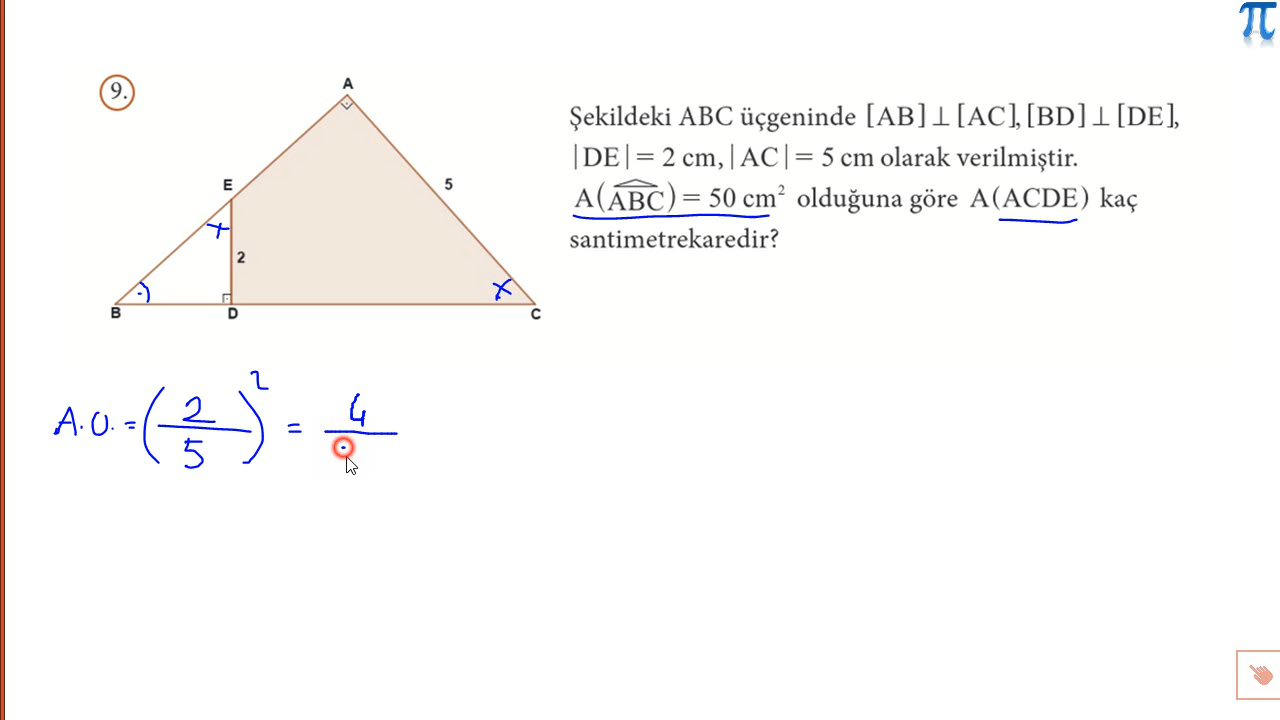 π
9.
A
E
5
2
B
D
C
x
x
Şekildeki ABC üçgeninde [AB]⊥[AC], [BD]⊥[DE],
|DE| = 2 cm, |AC| = 5 cm olarak verilmiştir.
A(ABC) = 50 cm² olduğuna göre A(ACDE) kaç
santimetrekaredir?
A.O. = (2/5)² = 4